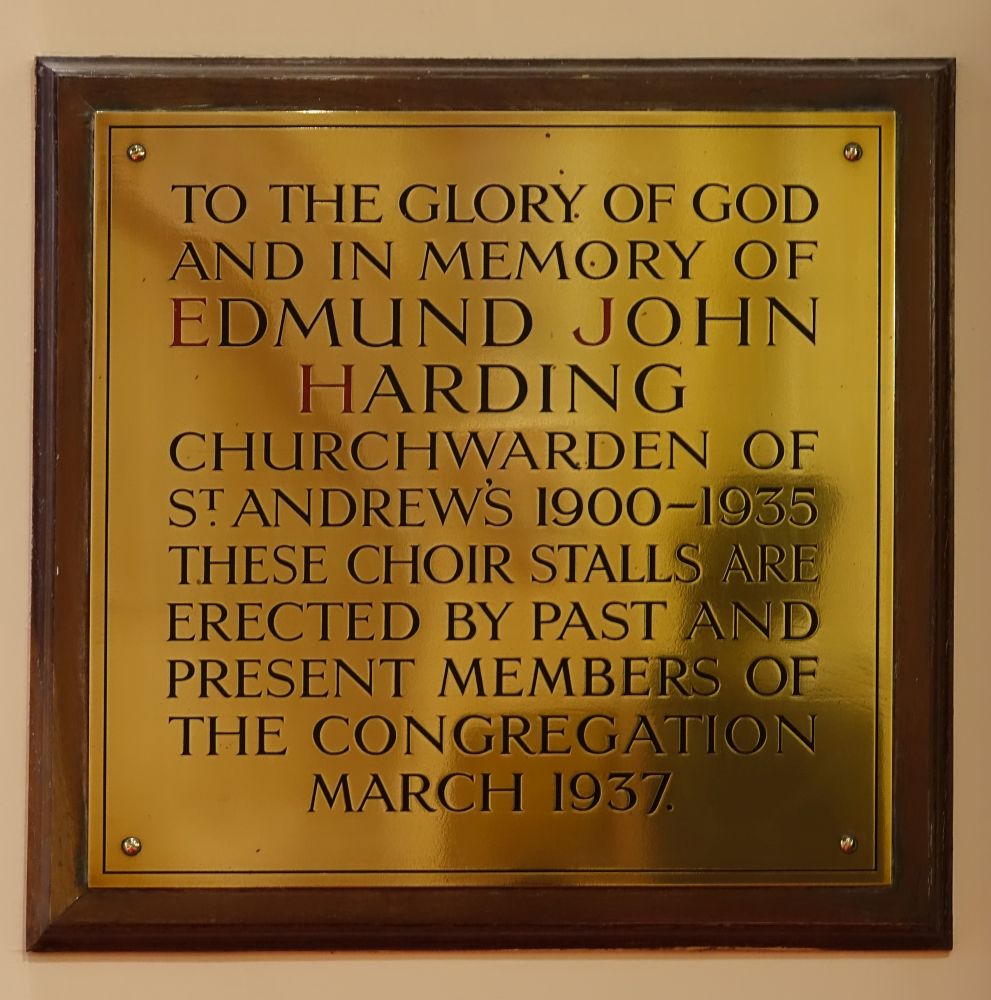 TO THE GLORY OF GOD
AND IN MEMORY OF
EDMUND JOHN
HARDING
CHURCHWARDEN OF
ST. ANDREW'S 1900-1935
THESE CHOIR STALLS ARE
ERECTED BY PAST AND
PRESENT MEMBERS OF
THE CONGREGATION
MARCH 1937.